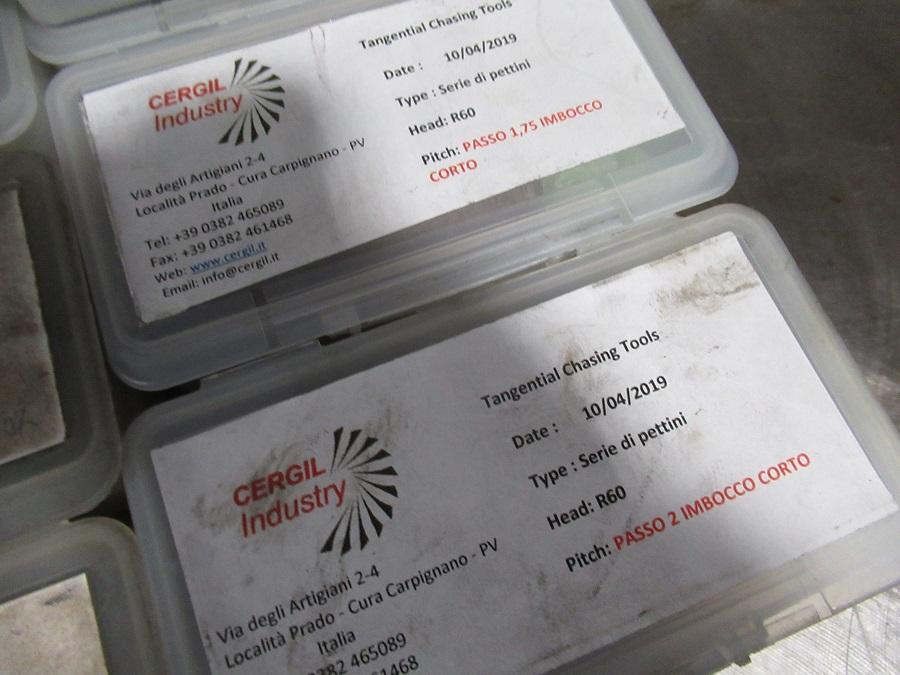 CERGIL
Industry
Via degli Artigiani 2-4
Località Prado - Cura Carpignano - PV
Italia
Tel: +39 0382 465089
Fax: +39 0382 461468
Web: www.cergil.it
Email: info@cergil.it
Tangential Chasing Tools
Date : 10/04/2019
Type : Serie di pettini
Head: R60
Pitch: PASSO 1,75 IMBOCCO
CORTO
CERGIL
Industry
Via degli Artigiani 2-4
Località Prado - Cura Carpignano - PV
Italia
0382 465089
461468
Tangential Chasing Tools
Date : 10/04/2019
Type : Serie di pettini
Head: R60
Pitch: PASSO 2 IMBOCCO CORTO